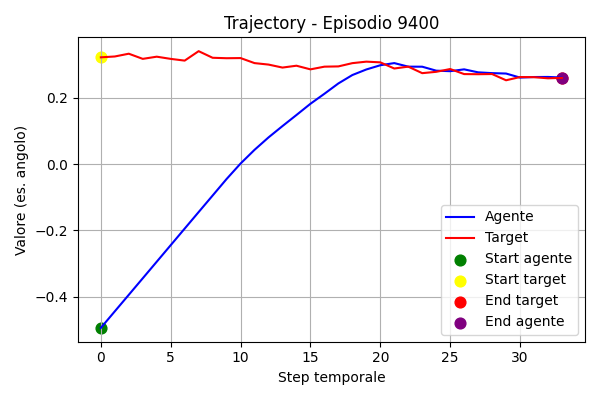 Trajectory - Episodio 9400
Valore (es. angolo)
0.2
0.0
−0.2
−0.4
0 5 10 15 20 25 30
Step temporale
Agente
Target
Start agente
Start target
End target
End agente